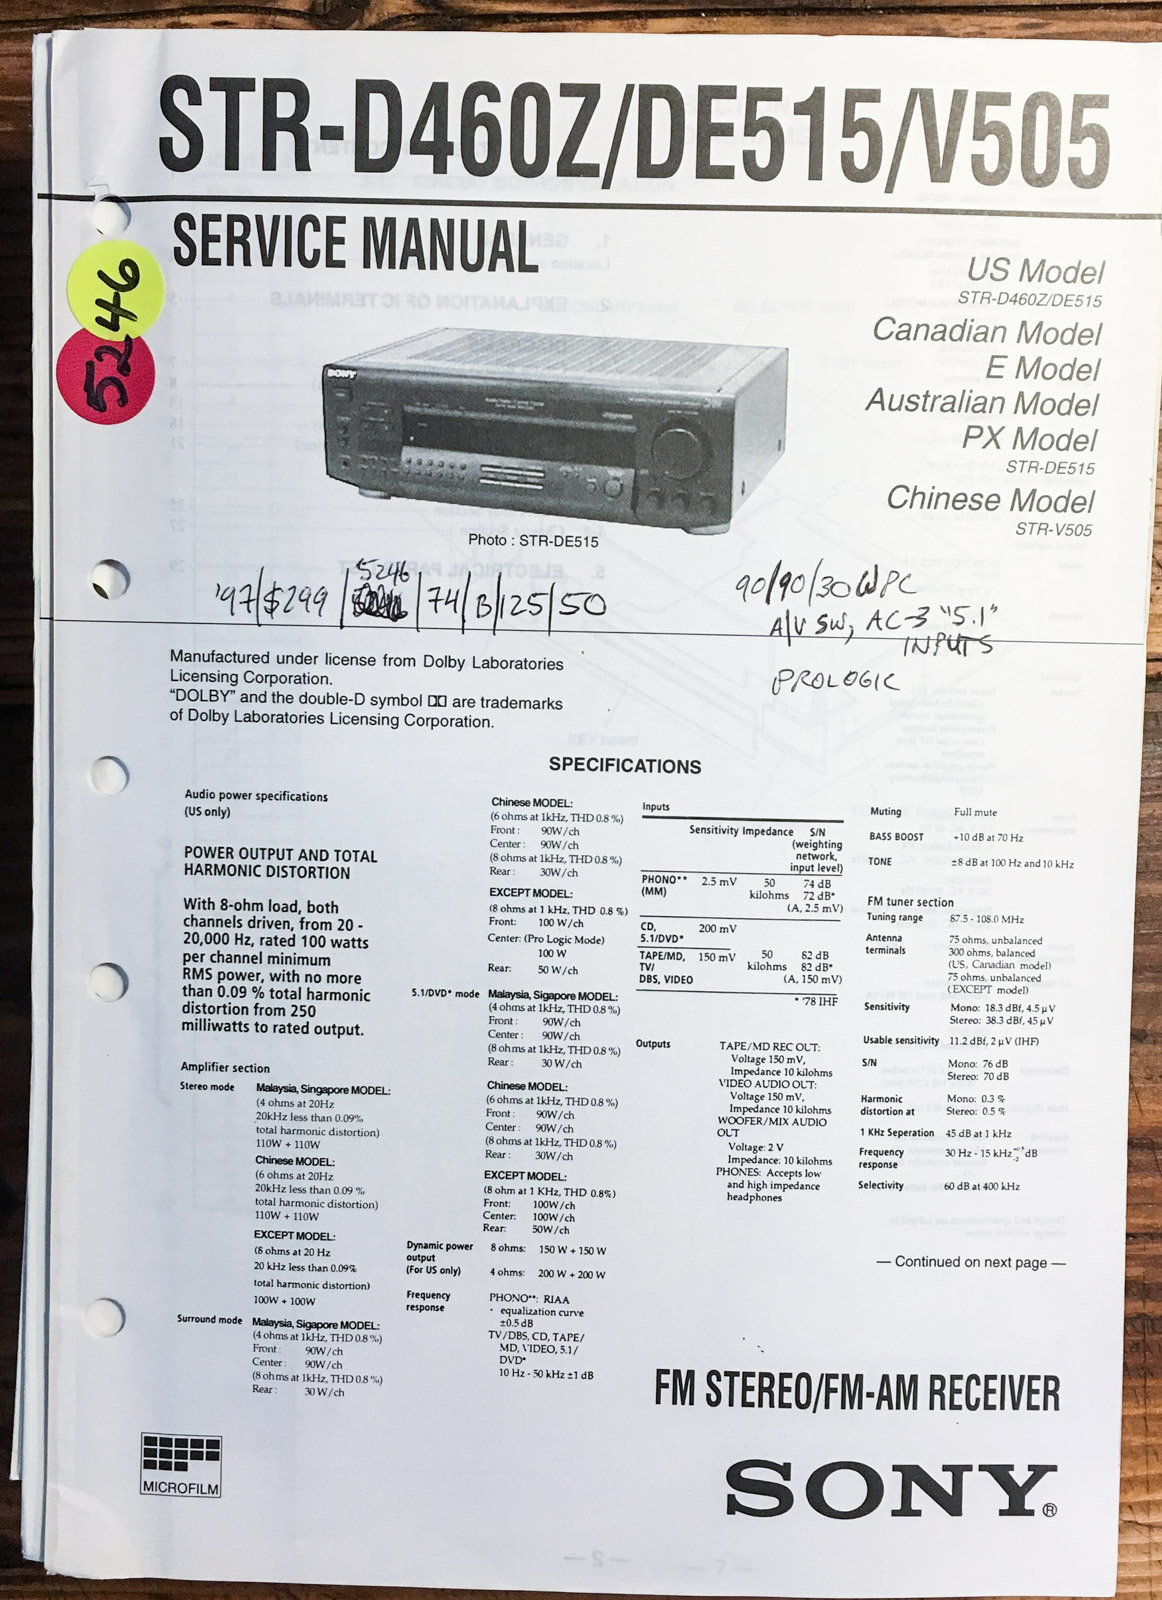 STR-D460Z/DE515/V505
SERVICE MANUAL
5246
US Model
STR-D460Z/DE515
Canadian Model
E Model
Australian Model
PX Model
STR-DE515
Chinese Model
STR-V505
SONY
Photo : STR-DE515
5246
'97/$299/ /74/B/125/50
90/90/30WPC
A/V SW, AC-3 "5.1"
INPUTS
PROLOGIC
Manufactured under license from Dolby Laboratories
Licensing Corporation.
“DOLBY” and the double-D symbol are trademarks
of Dolby Laboratories Licensing Corporation.
SPECIFICATIONS
Audio power specifications
(US only)
POWER OUTPUT AND TOTAL
HARMONIC DISTORTION
With 8-ohm load, both
channels driven, from 20 -
20,000 Hz, rated 100 watts
per channel minimum
RMS power, with no more
than 0.09 % total harmonic
distortion from 250
milliwatts to rated output.
Amplifier section
Stereo mode Malaysia, Singapore MODEL:
(4 ohms at 20Hz
20kHz less than 0.09%
total harmonic distortion)
110W + 110W
Chinese MODEL:
(6 ohms at 20Hz
20kHz less than 0.09 %
total harmonic distortion)
110W + 110W
EXCEPT MODEL:
(8 ohms at 20 Hz
20 kHz less than 0.09%
total harmonic distortion)
100W + 100W
Surround mode Malaysia, Sigapore MODEL:
(4 ohms at 1kHz, THD 0.8 %)
Front : 90W/ch
Center : 90W/ch
(8 ohms at 1kHz, THD 0.8 %)
Rear : 30 W/ch
Chinese MODEL:
(6 ohms at 1kHz, THD 0.8 %)
Front : 90W/ch
Center : 90W/ch
(8 ohms at 1kHz, THD 0.8 %)
Rear : 30W/ch
EXCEPT MODEL:
(8 ohms at 1 kHz, THD 0.8 %)
Front: 100 W/ch
Center: (Pro Logic Mode)
100 W
Rear: 50 W/ch
5.1/DVD* mode Malaysia, Sigapore MODEL:
(4 ohms at 1kHz, THD 0.8 %)
Front : 90W/ch
Center : 90W/ch
(8 ohms at 1kHz, THD 0.8 %)
Rear : 30 W/ch
Chinese MODEL:
(6 ohms at 1kHz, THD 0.8 %)
Front : 90W/ch
Center : 90W/ch
(8 ohms at 1kHz, THD 0.8 %)
Rear : 30W/ch
EXCEPT MODEL:
(8 ohm at 1 KHz, THD 0.8%)
Front: 100W/ch
Center: 100W/ch
Rear: 50W/ch
Dynamic power 8 ohms: 150 W + 150 W
output
(For US only) 4 ohms: 200 W + 200 W
Frequency PHONO**: RIAA
response equalization curve
±0.5 dB
TV/DBS, CD, TAPE/
MD, VIDEO, 5.1/
DVD*
10 Hz - 50 kHz ±1 dB
Inputs
Sensitivity Impedance S/N
(weighting
network,
input level)
PHONO** 2.5 mV 50 74 dB
(MM) kilohms 72 dB*
(A, 2.5 mV)
CD, 200 mV
5.1/DVD*
TAPE/MD, 150 mV 50 82 dB
TV/ kilohms 82 dB*
DBS, VIDEO (A, 150 mV)
* '78 IHF
Outputs TAPE/MD REC OUT:
Voltage 150 mV,
Impedance 10 kilohms
VIDEO AUDIO OUT:
Voltage 150 mV,
Impedance 10 kilohms
WOOFER/MIX AUDIO
OUT
Voltage: 2 V
Impedance: 10 kilohms
PHONES: Accepts low
and high impedance
headphones
Muting Full mute
BASS BOOST +10 dB at 70 Hz
TONE ±8 dB at 100 Hz and 10 kHz
FM tuner section
Tuning range 87.5 - 108.0 MHz
Antenna 75 ohms, unbalanced
terminals 300 ohms, balanced
(US, Canadian model)
75 ohms, unbalanced
(EXCEPT model)
Sensitivity Mono: 18.3 dBf, 4.5 µV
Stereo: 38.3 dBf, 45 µV
Usable sensitivity 11.2 dBf, 2 µV (IHF)
S/N Mono: 76 dB
Stereo: 70 dB
Harmonic Mono: 0.3 %
distortion at Stereo: 0.5 %
1 KHz Seperation 45 dB at 1 kHz
Frequency 30 Hz - 15 kHz +0.5 -2 dB
response
Selectivity 60 dB at 400 kHz
— Continued on next page —
FM STEREO/FM-AM RECEIVER
MICROFILM
SONY®